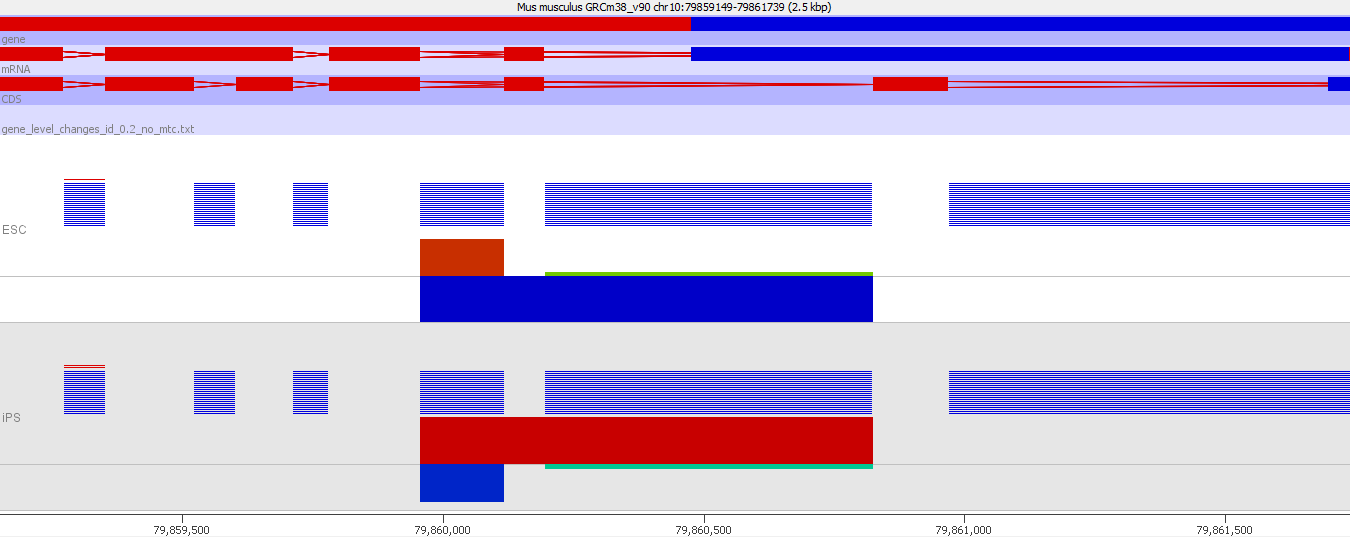 Mus musculus GRCm38_v90 chr10:79859149-79861739 (2.5 kbp)
gene
mRNA
CDS
gene_level_changes_id_0.2_no_mtc.txt
ESC
iPS
79,859,500 79,860,000 79,860,500 79,861,000 79,861,500